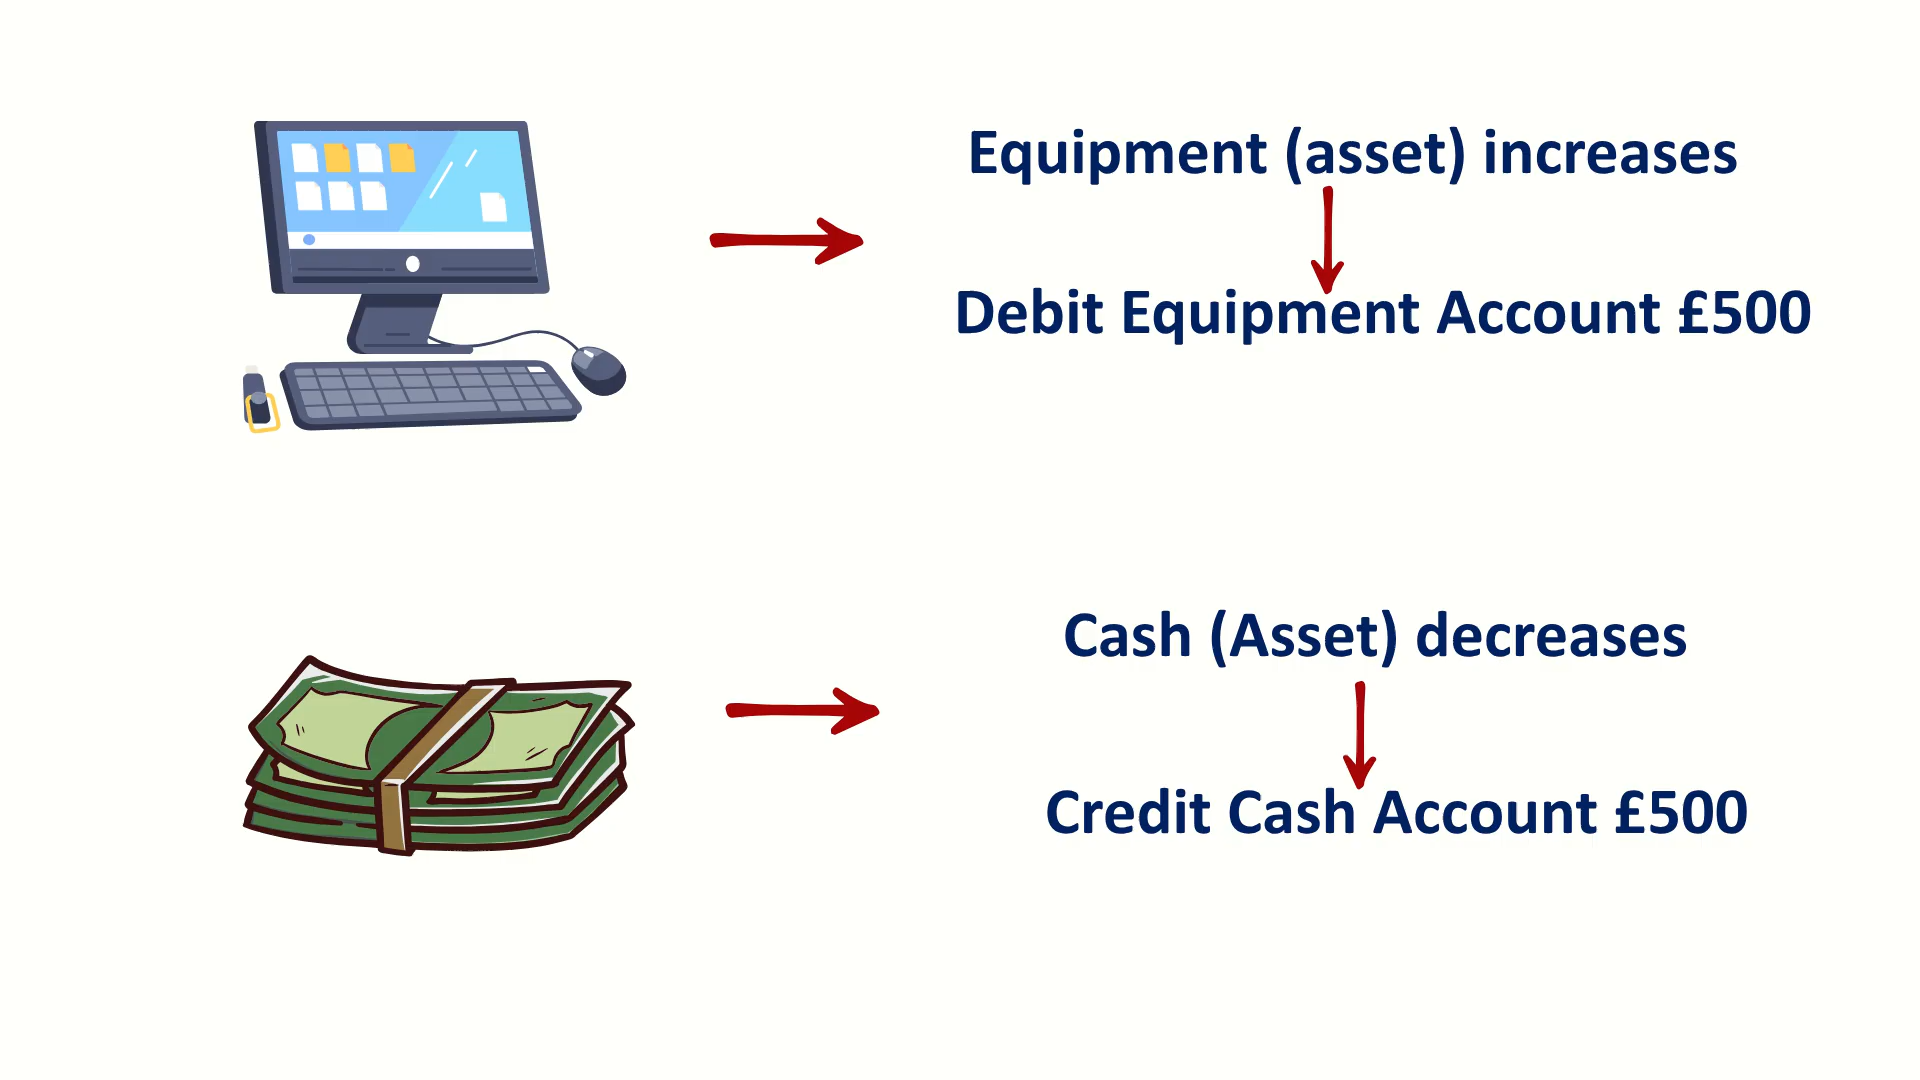 Equipment (asset) increases
Debit Equipment Account £500
Cash (Asset) decreases
Credit Cash Account £500